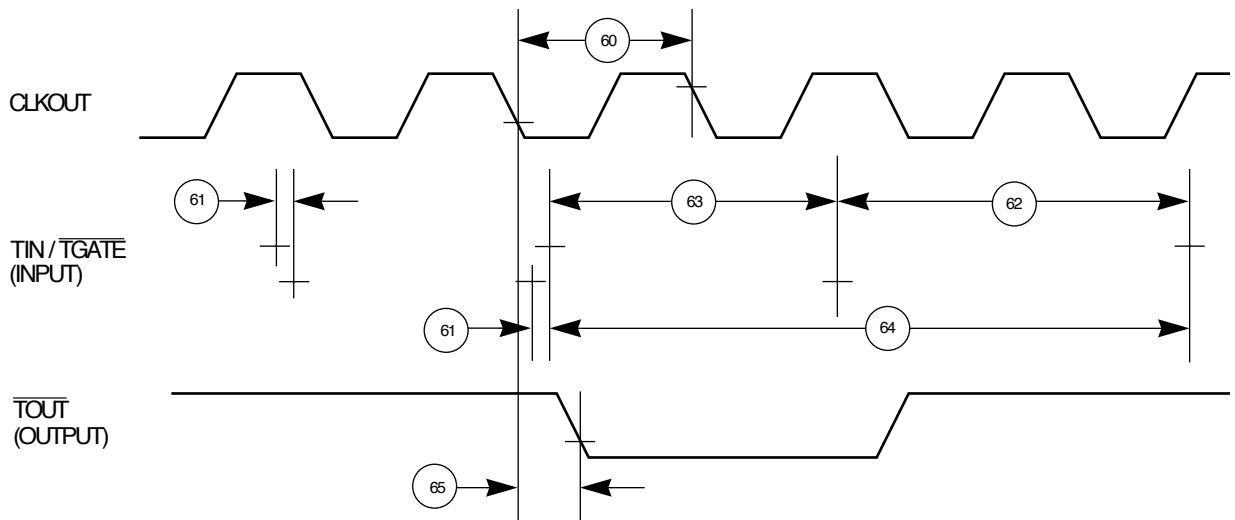 60
CLKOUT
61
63
62
TIN / TGATE
(INPUT)
61
64
TOUT
(OUTPUT)
65